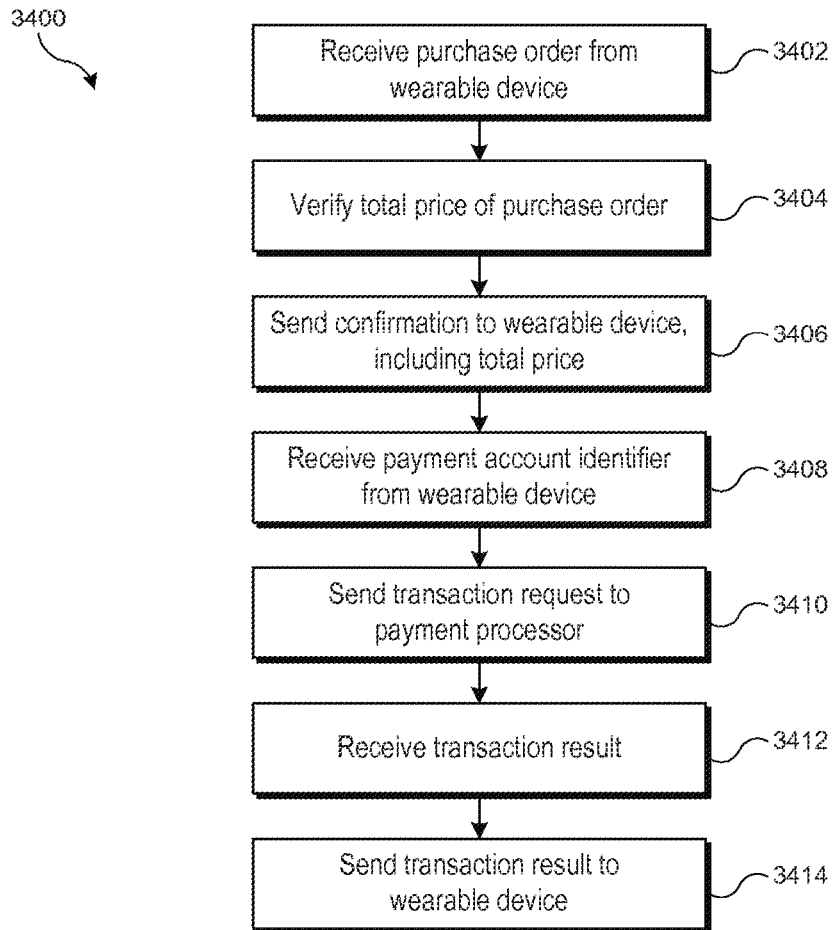 3400
Receive purchase order from
wearable device
3402
Verify total price of purchase order
3404
Send confirmation to wearable device,
including total price
3406
Receive payment account identifier
from wearable device
3408
Send transaction request to
payment processor
3410
Receive transaction result
3412
Send transaction result to
wearable device
3414